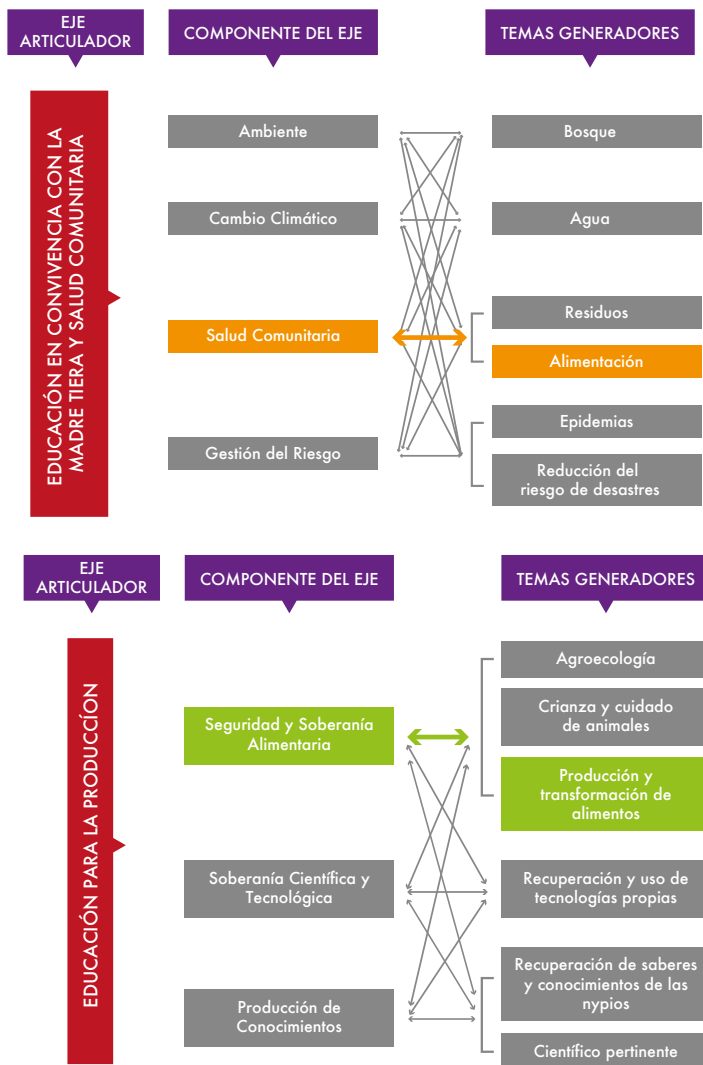 EJE
ARTICULADOR
COMPONENTE DEL EJE
TEMAS GENERADORES
EDUCACIÓN EN CONVIVENCIA CON LA
MADRE TIERA Y SALUD COMUNITARIA
Ambiente
Bosque
Cambio Climático
Agua
Salud Comunitaria
Residuos
Alimentación
Gestión del Riesgo
Epidemias
Reducción del
riesgo de desastres
EJE
ARTICULADOR
COMPONENTE DEL EJE
TEMAS GENERADORES
EDUCACIÓN PARA LA PRODUCCÍON
Seguridad y Soberanía
Alimentaria
Agroecología
Crianza y cuidado
de animales
Producción y
transformación de
alimentos
Soberanía Científica y
Tecnológica
Recuperación y uso de
tecnologías propias
Producción de
Conocimientos
Recuperación de saberes
y conocimientos de las
nypios
Científico pertinente